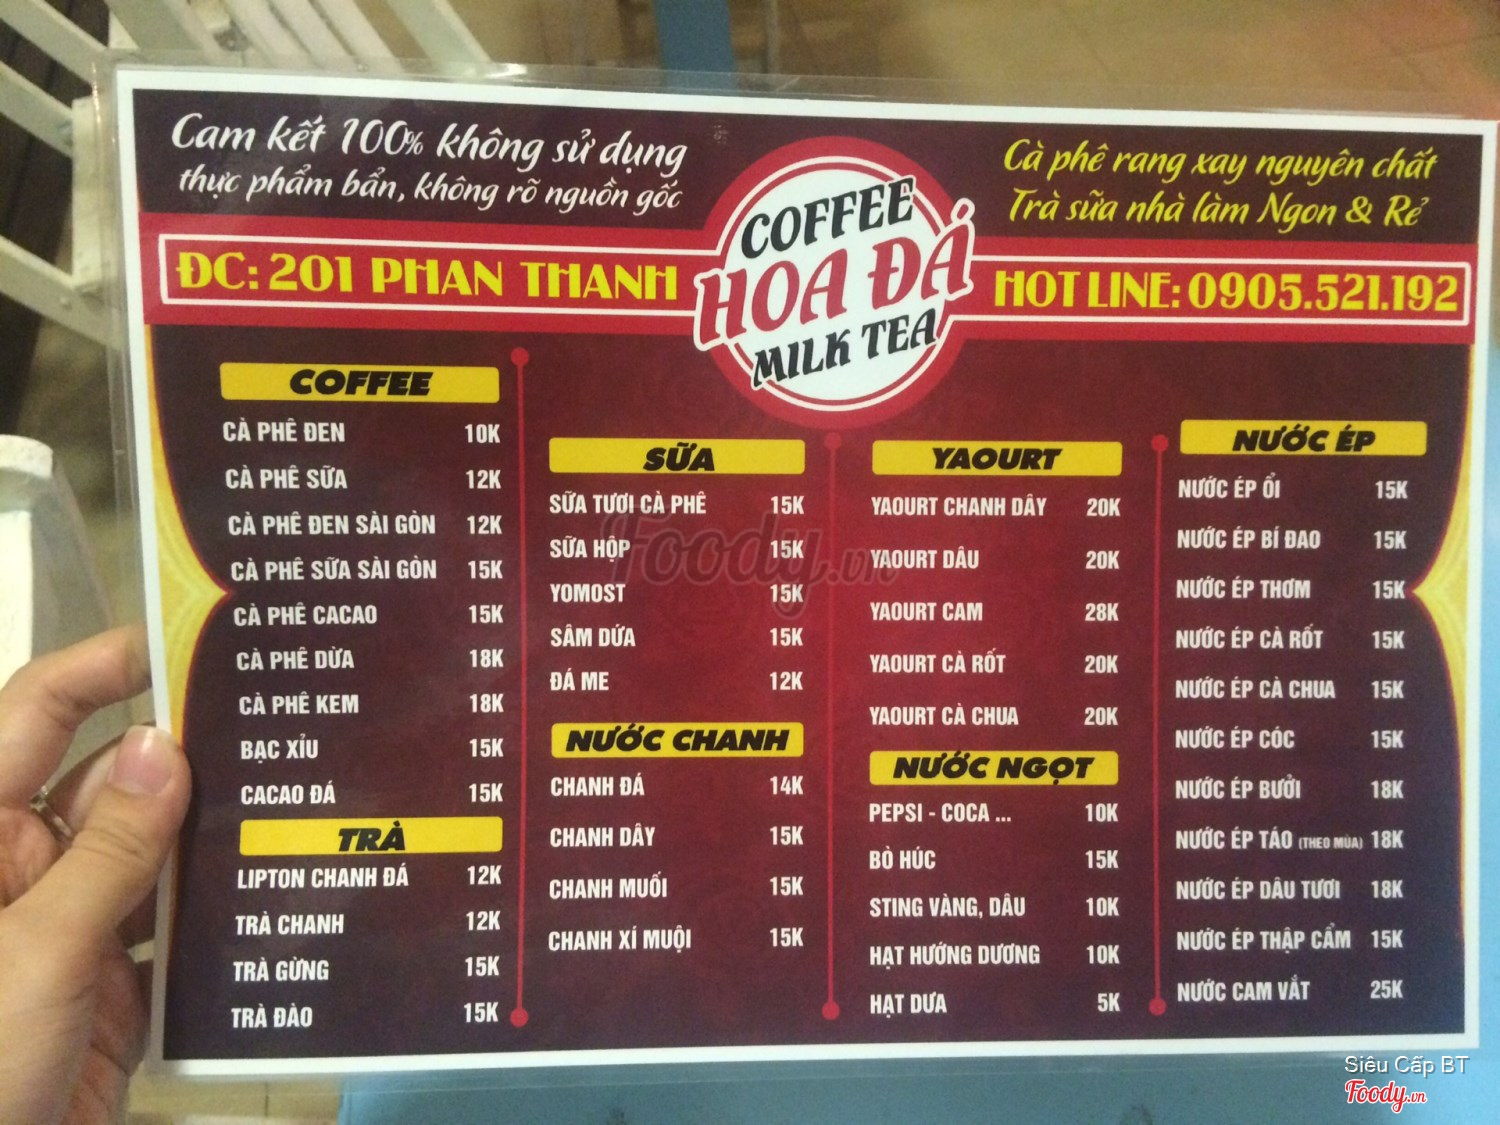 Cam kết 100% không sử dụng
thực phẩm bẩn, không rõ nguồn gốc
Cà phê rang xay nguyên chất
Trà sữa nhà làm Ngon & Rẻ
COFFEE
HOA ĐÁ
MILK TEA
ĐC: 201 PHAN THANH
HOT LINE: 0905.521.192
COFFEE
CÀ PHÊ ĐEN 10K
CÀ PHÊ SỮA 12K
CÀ PHÊ ĐEN SÀI GÒN 12K
CÀ PHÊ SỮA SÀI GÒN 15K
CÀ PHÊ CACAO 15K
CÀ PHÊ DỪA 18K
CÀ PHÊ KEM 18K
BẠC XỈU 15K
CACAO ĐÁ 15K
TRÀ
LIPTON CHANH ĐÁ 12K
TRÀ CHANH 12K
TRÀ GỪNG 15K
TRÀ ĐÀO 15K
SỮA
SỮA TƯƠI CÀ PHÊ 15K
SỮA HỘP 15K
YOMOST 15K
SÂM DỨA 15K
ĐÁ ME 12K
NƯỚC CHANH
CHANH ĐÁ 14K
CHANH DÂY 15K
CHANH MUỐI 15K
CHANH XÍ MUỘI 15K
YAOURT
YAOURT CHANH DÂY 20K
YAOURT DÂU 20K
YAOURT CAM 28K
YAOURT CÀ RỐT 20K
YAOURT CÀ CHUA 20K
NƯỚC NGỌT
PEPSI - COCA ... 10K
BÒ HÚC 15K
STING VÀNG, DÂU 10K
HẠT HƯỚNG DƯƠNG 10K
HẠT DƯA 5K
NƯỚC ÉP
NƯỚC ÉP ỔI 15K
NƯỚC ÉP BÍ ĐAO 15K
NƯỚC ÉP THƠM 15K
NƯỚC ÉP CÀ RỐT 15K
NƯỚC ÉP CÀ CHUA 15K
NƯỚC ÉP CÓC 15K
NƯỚC ÉP BƯỞI 18K
NƯỚC ÉP TÁO (THEO MÙA) 18K
NƯỚC ÉP DÂU TƯƠI 18K
NƯỚC ÉP THẬP CẨM 15K
NƯỚC CAM VẮT 25K
Foody.vn
Siêu Cấp BT
Foody.vn